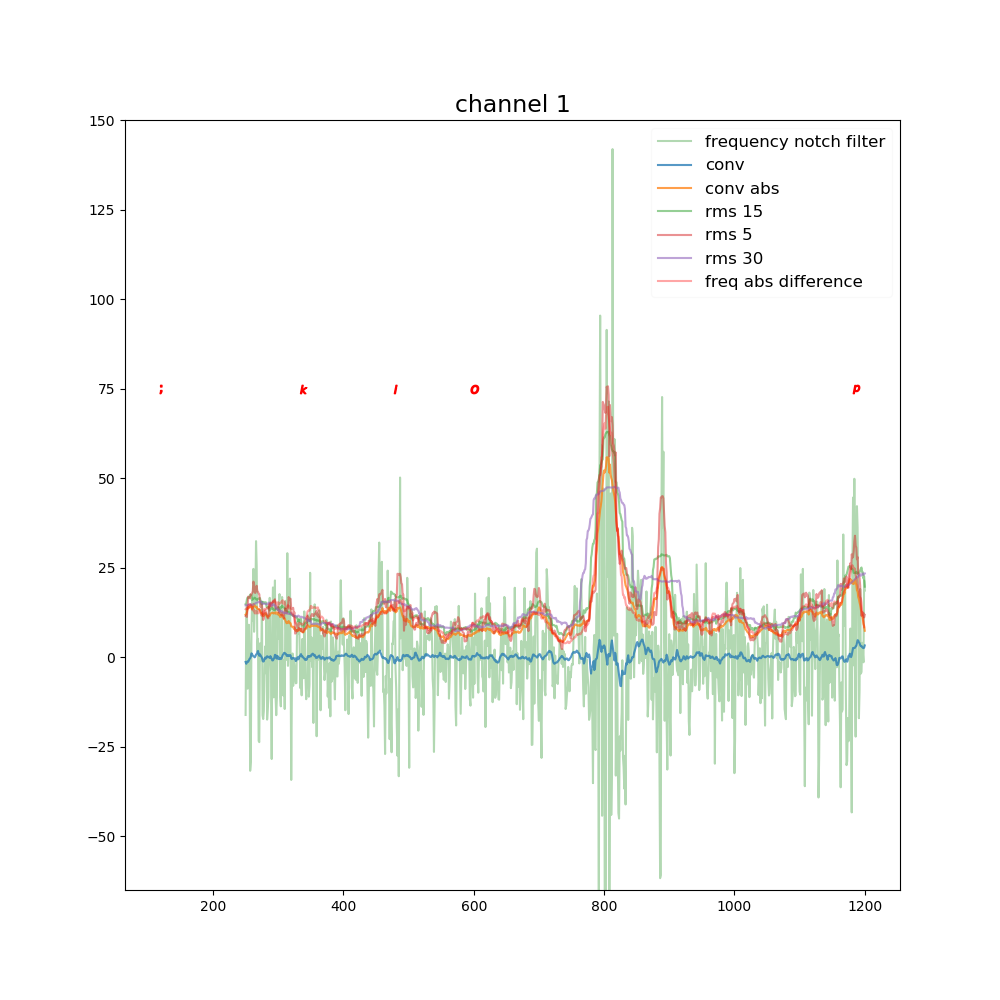 channel 1
150
125
100
75
50
25
0
−25
−50
frequency notch filter
conv
conv abs
rms 15
rms 5
rms 30
freq abs difference
; k l O p
200 400 600 800 1000 1200